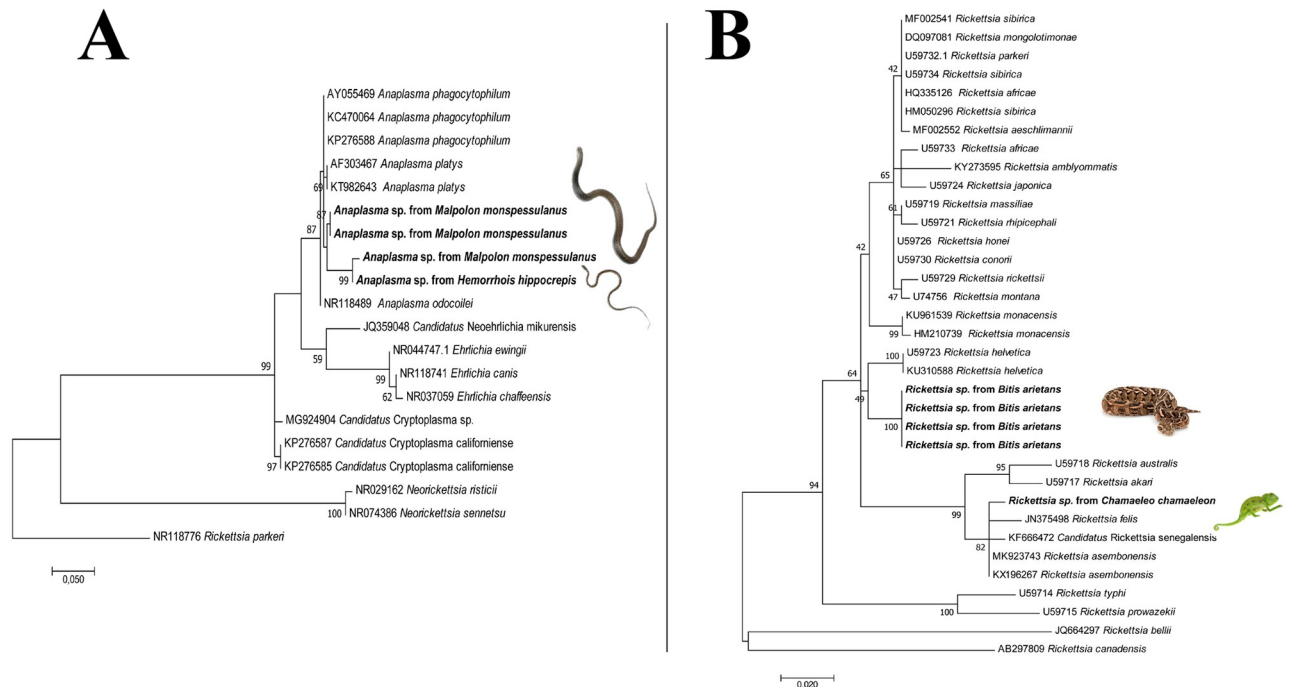 A
AY055469 Anaplasma phagocytophilum
KC470064 Anaplasma phagocytophilum
KP276588 Anaplasma phagocytophilum
AF303467 Anaplasma platys
69
KT982643 Anaplasma platys
87
Anaplasma sp. from Malpolon monspessulanus
87
Anaplasma sp. from Malpolon monspessulanus
Anaplasma sp. from Malpolon monspessulanus
99
Anaplasma sp. from Hemorrhois hippocrepis
NR118489 Anaplasma odocoilei
JQ359048 Candidatus Neoehrlichia mikurensis
59
NR044747.1 Ehrlichia ewingii
99
NR118741 Ehrlichia canis
62
NR037059 Ehrlichia chaffeensis
99
MG924904 Candidatus Cryptoplasma sp.
KP276587 Candidatus Cryptoplasma californiense
97
KP276585 Candidatus Cryptoplasma californiense
NR029162 Neorickettsia risticii
100
NR074386 Neorickettsia sennetsu
NR118776 Rickettsia parkeri
0,050
B
MF002541 Rickettsia sibirica
DQ097081 Rickettsia mongolotimonae
U59732.1 Rickettsia parkeri
42
U59734 Rickettsia sibirica
HQ335126 Rickettsia africae
HM050296 Rickettsia sibirica
MF002552 Rickettsia aeschlimannii
U59733 Rickettsia africae
65
KY273595 Rickettsia amblyommatis
U59724 Rickettsia japonica
61
U59719 Rickettsia massiliae
U59721 Rickettsia rhipicephali
42
U59726 Rickettsia honei
U59730 Rickettsia conorii
U59729 Rickettsia rickettsii
47
U74756 Rickettsia montana
KU961539 Rickettsia monacensis
99
HM210739 Rickettsia monacensis
100
U59723 Rickettsia helvetica
64
KU310588 Rickettsia helvetica
49
Rickettsia sp. from Bitis arietans
Rickettsia sp. from Bitis arietans
100
Rickettsia sp. from Bitis arietans
Rickettsia sp. from Bitis arietans
95
U59718 Rickettsia australis
94
U59717 Rickettsia akari
99
Rickettsia sp. from Chamaeleo chamaeleon
JN375498 Rickettsia felis
KF666472 Candidatus Rickettsia senegalensis
82
MK923743 Rickettsia asembonensis
KX196267 Rickettsia asembonensis
U59714 Rickettsia typhi
100
U59715 Rickettsia prowazekii
JQ664297 Rickettsia bellii
AB297809 Rickettsia canadensis
0.020